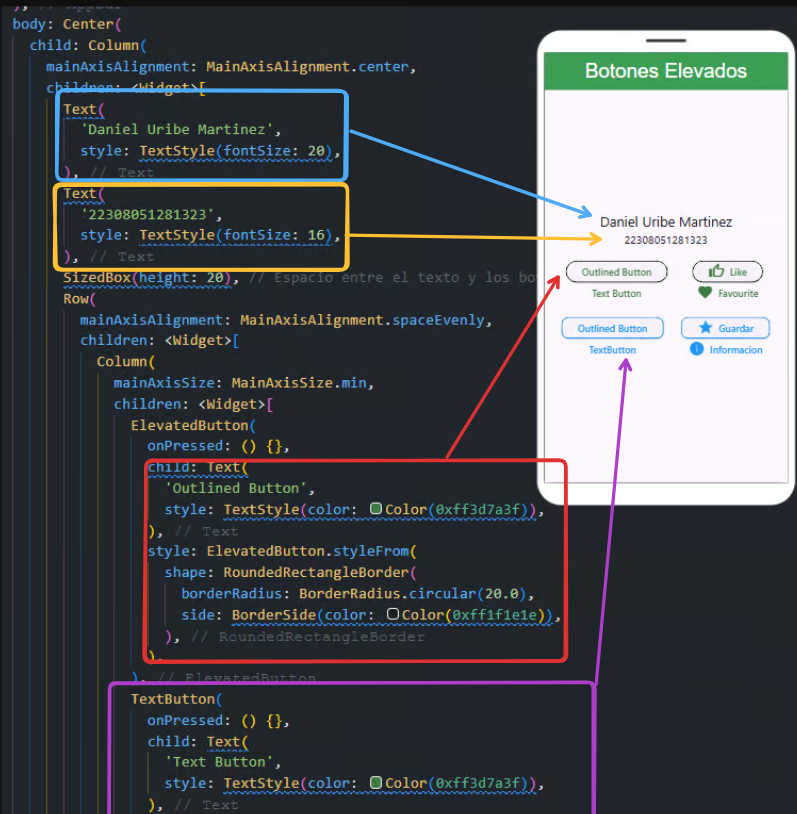 ), // AppBar
body: Center(
child: Column(
mainAxisAlignment: MainAxisAlignment.center,
children: <Widget>[
Text(
'Daniel Uribe Martinez',
style: TextStyle(fontSize: 20),
), // Text
Text(
'22308051281323',
style: TextStyle(fontSize: 16),
), // Text
SizedBox(height: 20), // Espacio entre el texto y los bo
Row(
mainAxisAlignment: MainAxisAlignment.spaceEvenly,
children: <Widget>[
Column(
mainAxisSize: MainAxisSize.min,
children: <Widget>[
ElevatedButton(
onPressed: () {},
child: Text(
'Outlined Button',
style: TextStyle(color: Color(0xff3d7a3f)),
), // Text
style: ElevatedButton.styleFrom(
shape: RoundedRectangleBorder(
borderRadius: BorderRadius.circular(20.0),
side: BorderSide(color: Color(0xff1f1e1e)),
), // RoundedRectangleBorder
),
), // ElevatedButton
TextButton(
onPressed: () {},
child: Text(
'Text Button',
style: TextStyle(color: Color(0xff3d7a3f)),
), // Text
Botones Elevados
Daniel Uribe Martinez
22308051281323
Outlined Button Like
Text Button Favourite
Outlined Button Guardar
TextButton Informacion